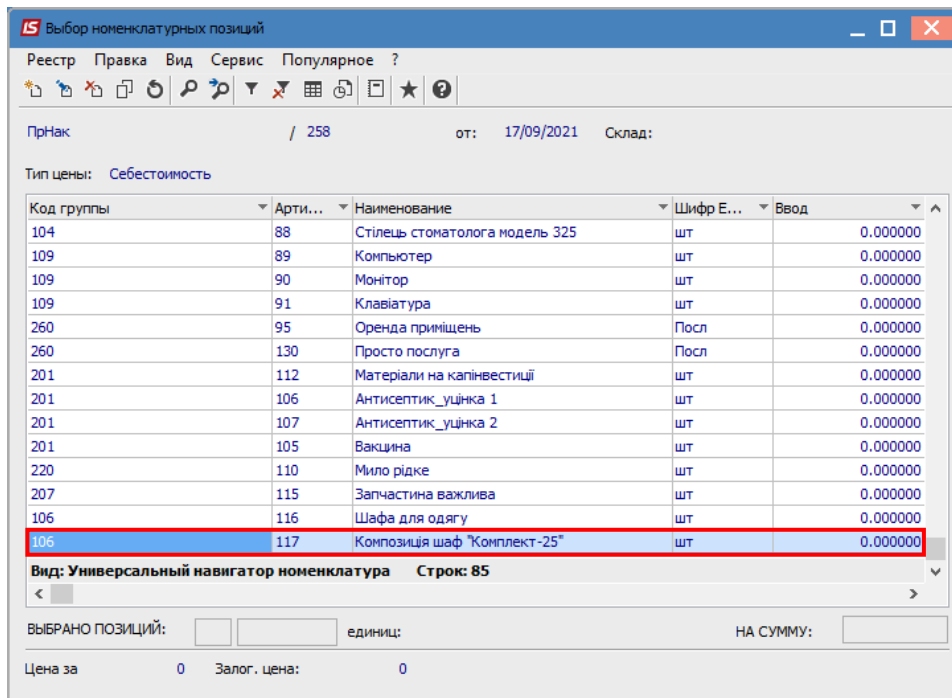 Выбор номенклатурных позиций
Реестр Правка Вид Сервис Популярное ?
ПрНак / 258 от: 17/09/2021 Склад:
Тип цены: Себестоимость
Код группы Арти... Наименование Шифр Е... Ввод
104 88 Стілець стоматолога модель 325 шт 0.000000
109 89 Компьютер шт 0.000000
109 90 Монітор шт 0.000000
109 91 Клавіатура шт 0.000000
260 95 Оренда приміщень Посл 0.000000
260 130 Просто послуга Посл 0.000000
201 112 Матеріали на капінвестиції шт 0.000000
201 106 Антисептик_уцінка 1 шт 0.000000
201 107 Антисептик_уцінка 2 шт 0.000000
201 105 Вакцина шт 0.000000
220 110 Мило рідке шт 0.000000
207 115 Запчастина важлива шт 0.000000
106 116 Шафа для одягу шт 0.000000
106 117 Композиція шаф "Комплект-25" шт 0.000000
Вид: Универсальный навигатор номенклатура Строк: 85
ВЫБРАНО ПОЗИЦИЙ: единиц: НА СУММУ:
Цена за 0 Залог. цена: 0